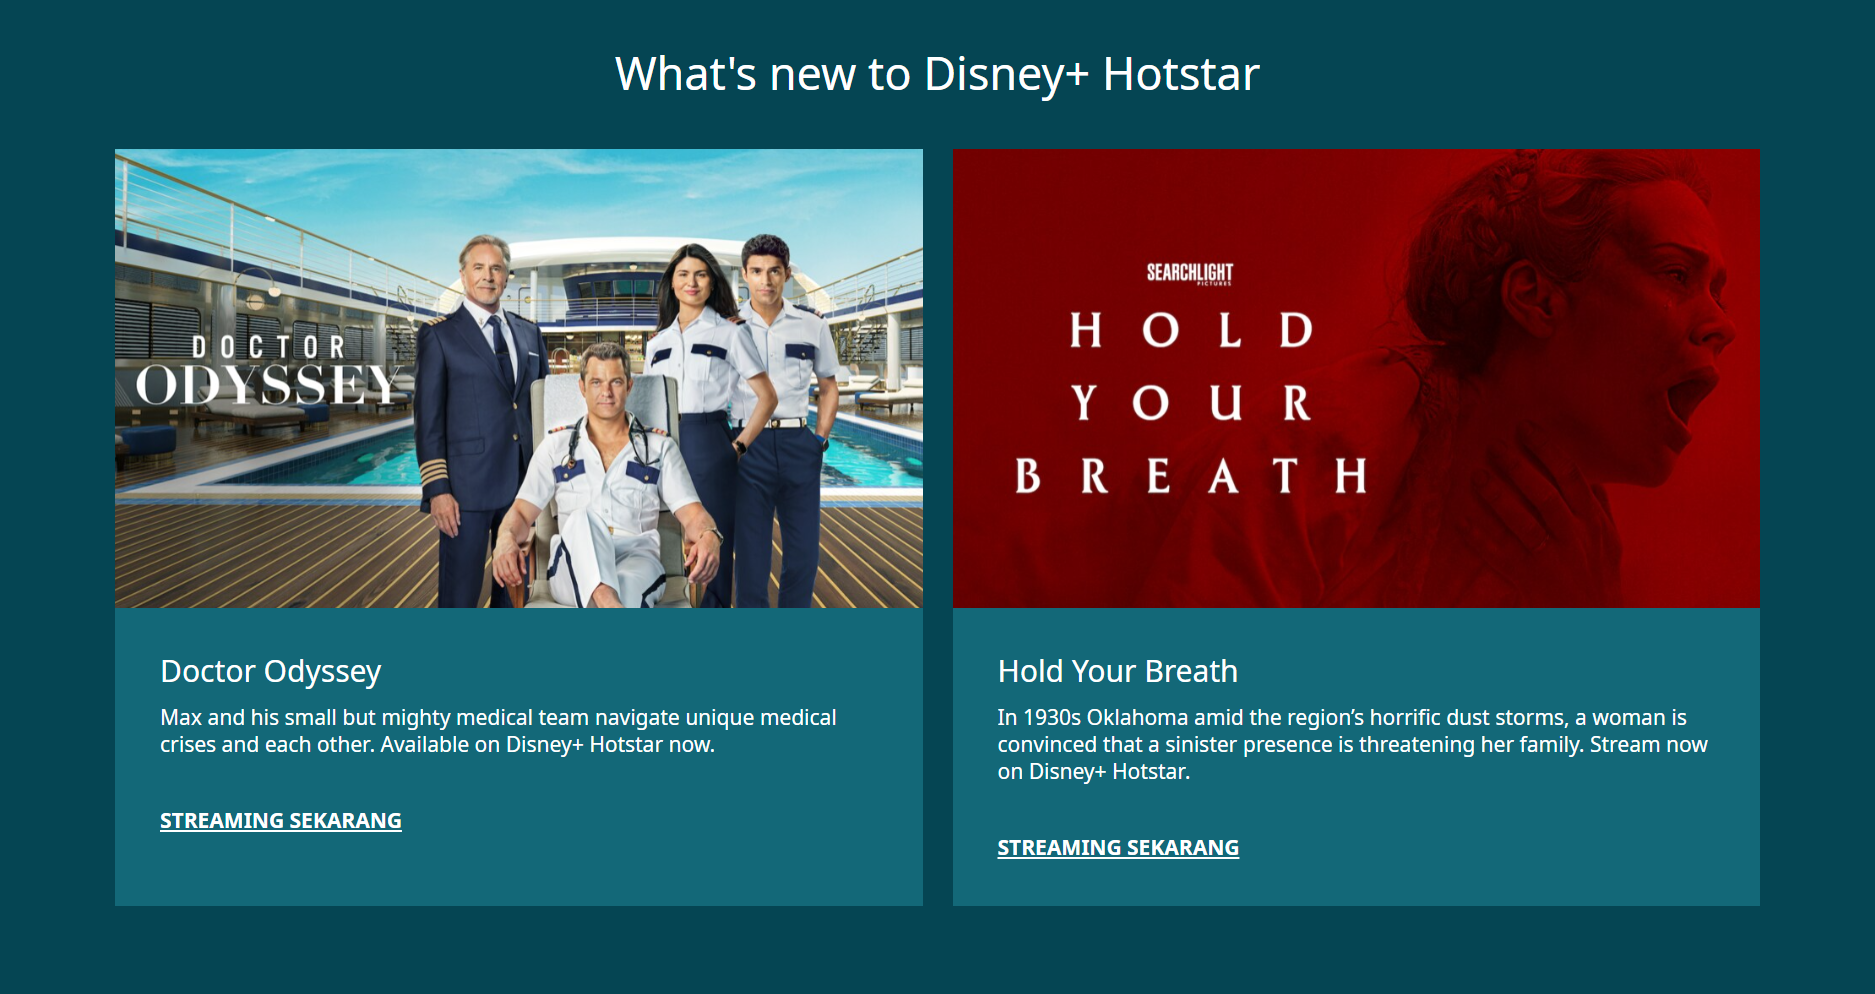 What's new to Disney+ Hotstar
DOCTOR
ODYSSEY
Doctor Odyssey
Max and his small but mighty medical team navigate unique medical
crises and each other. Available on Disney+ Hotstar now.
STREAMING SEKARANG
SEARCHLIGHT
PICTURES
HOLD
YOUR
BREATH
Hold Your Breath
In 1930s Oklahoma amid the region’s horrific dust storms, a woman is
convinced that a sinister presence is threatening her family. Stream now
on Disney+ Hotstar.
STREAMING SEKARANG